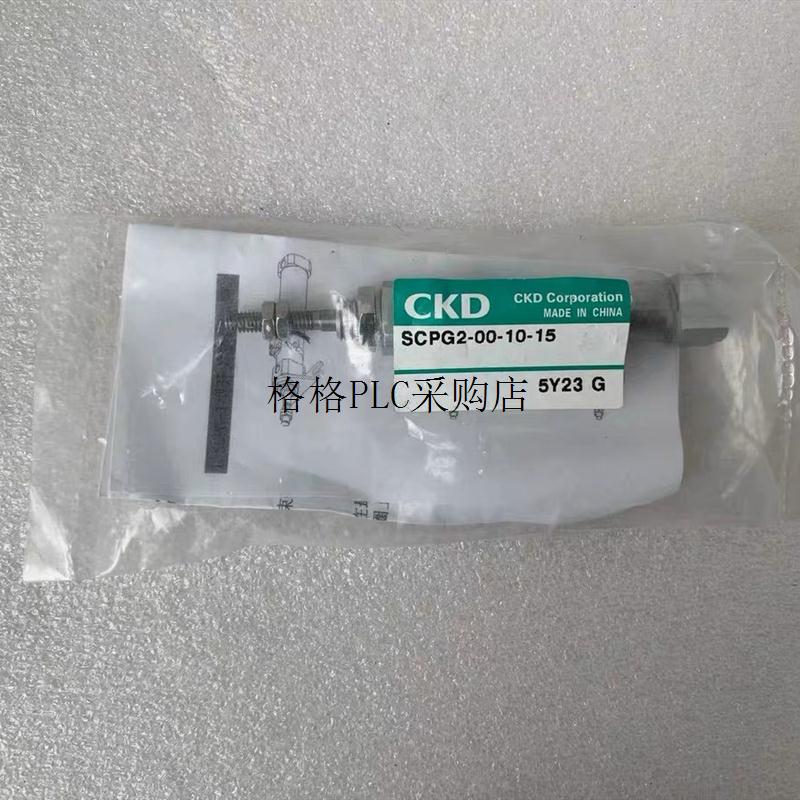 CKD
CKD Corporation
MADE IN CHINA
SCPG2-00-10-15
5Y23 G
格格PLC采购店